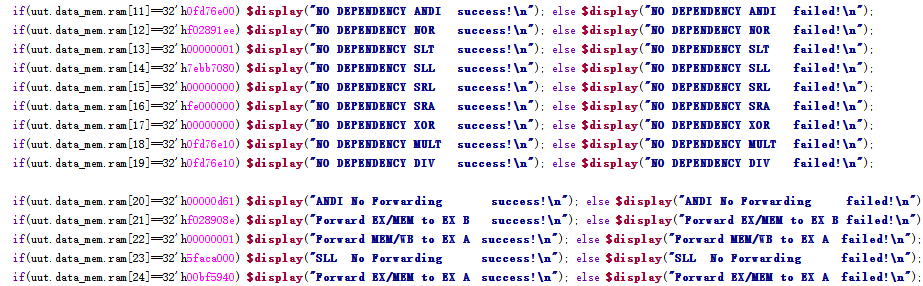 if(uut.data_mem.ram[11]==32'h0fd76e00) $display("NO DEPENDENCY ANDI   success!\n"); else $display("NO DEPENDENCY ANDI   failed!\n");
if(uut.data_mem.ram[12]==32'hf02891ee) $display("NO DEPENDENCY NOR    success!\n"); else $display("NO DEPENDENCY NOR    failed!\n");
if(uut.data_mem.ram[13]==32'h00000001) $display("NO DEPENDENCY SLT    success!\n"); else $display("NO DEPENDENCY SLT    failed!\n");
if(uut.data_mem.ram[14]==32'h7ebb7080) $display("NO DEPENDENCY SLL    success!\n"); else $display("NO DEPENDENCY SLL    failed!\n");
if(uut.data_mem.ram[15]==32'h00000000) $display("NO DEPENDENCY SRL    success!\n"); else $display("NO DEPENDENCY SRL    failed!\n");
if(uut.data_mem.ram[16]==32'hfe000000) $display("NO DEPENDENCY SRA    success!\n"); else $display("NO DEPENDENCY SRA    failed!\n");
if(uut.data_mem.ram[17]==32'h00000000) $display("NO DEPENDENCY XOR    success!\n"); else $display("NO DEPENDENCY XOR    failed!\n");
if(uut.data_mem.ram[18]==32'h0fd76e10) $display("NO DEPENDENCY MULT   success!\n"); else $display("NO DEPENDENCY MULT   failed!\n");
if(uut.data_mem.ram[19]==32'h0fd76e10) $display("NO DEPENDENCY DIV    success!\n"); else $display("NO DEPENDENCY DIV    failed!\n");
if(uut.data_mem.ram[20]==32'h00000d61) $display("ANDI No Forwarding       success!\n"); else $display("ANDI No Forwarding       failed!\n")
if(uut.data_mem.ram[21]==32'hf028908e) $display("Forward EX/MEM to EX B   success!\n"); else $display("Forward EX/MEM to EX B failed!\n")
if(uut.data_mem.ram[22]==32'h00000001) $display("Forward MEM/WB to EX A  success!\n"); else $display("Forward MEM/WB to EX A  failed!\n");
if(uut.data_mem.ram[23]==32'h5faca000) $display("SLL  No Forwarding      success!\n"); else $display("SLL  No Forwarding      failed!\n");
if(uut.data_mem.ram[24]==32'h00bf5940) $display("Forward EX/MEM to EX A  success!\n"); else $display("Forward EX/MEM to EX A  failed!\n");